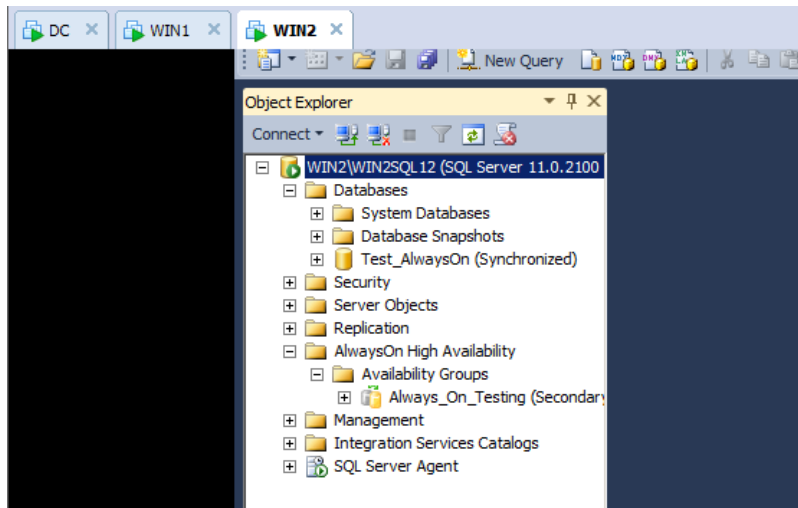 DC WIN1 WIN2
New Query
Object Explorer
Connect
WIN2\WIN2SQL12 (SQL Server 11.0.2100
Databases
System Databases
Database Snapshots
Test_AlwaysOn (Synchronized)
Security
Server Objects
Replication
AlwaysOn High Availability
Availability Groups
Always_On_Testing (Secondary
Management
Integration Services Catalogs
SQL Server Agent